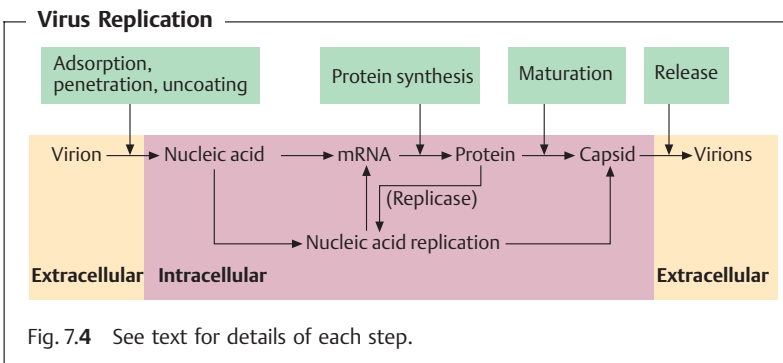 Virus Replication
Adsorption,
penetration, uncoating
Protein synthesis
Maturation
Release
Virion
Nucleic acid
mRNA
Protein
Capsid
Virions
(Replicase)
Nucleic acid replication
Extracellular
Intracellular
Extracellular
Fig. 7.4 See text for details of each step.